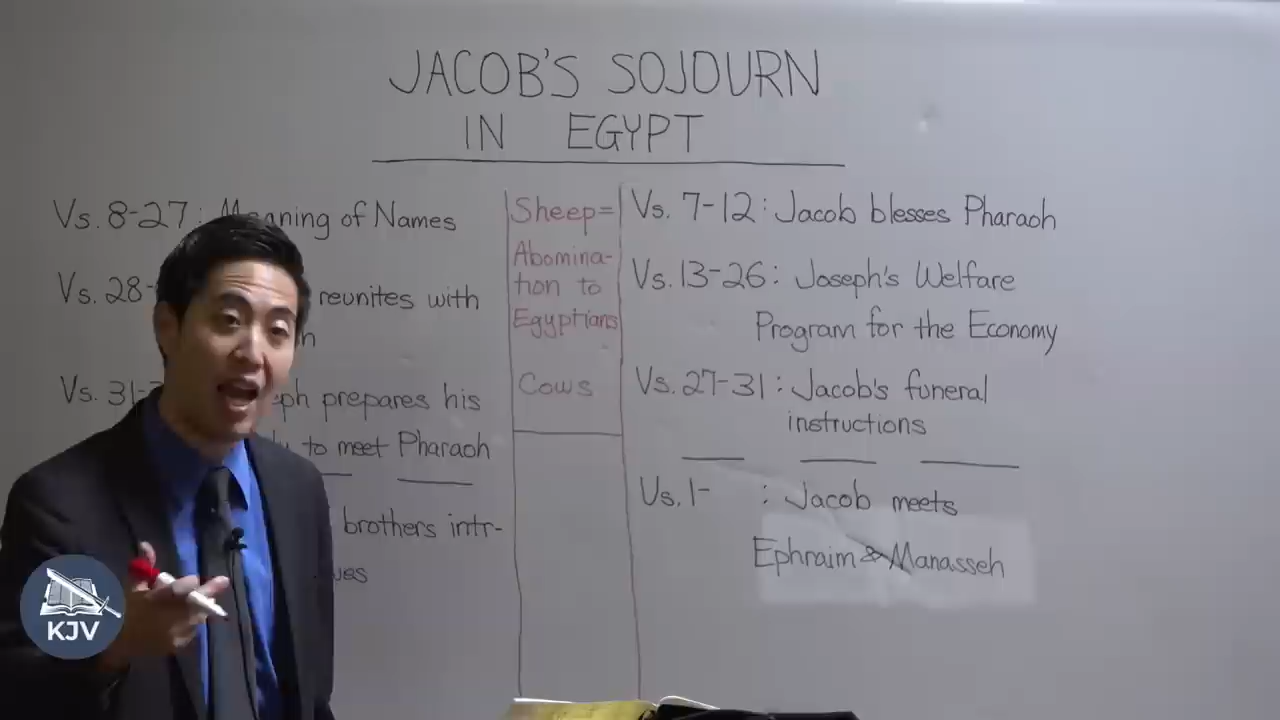 JACOB'S SOJOURN
IN EGYPT
Vs. 8-27: Meaning of Names
Vs. 28- reunites with
Vs. 31- prepares his
to meet Pharaoh
brothers intr-
Sheep=
Abomina-
tion to
Egyptians
Cows
Vs. 7-12: Jacob blesses Pharaoh
Vs. 13-26: Joseph's Welfare
Program for the Economy
Vs. 27-31: Jacob's funeral
instructions
Vs. 1- : Jacob meets
Ephraim & Manasseh
KJV